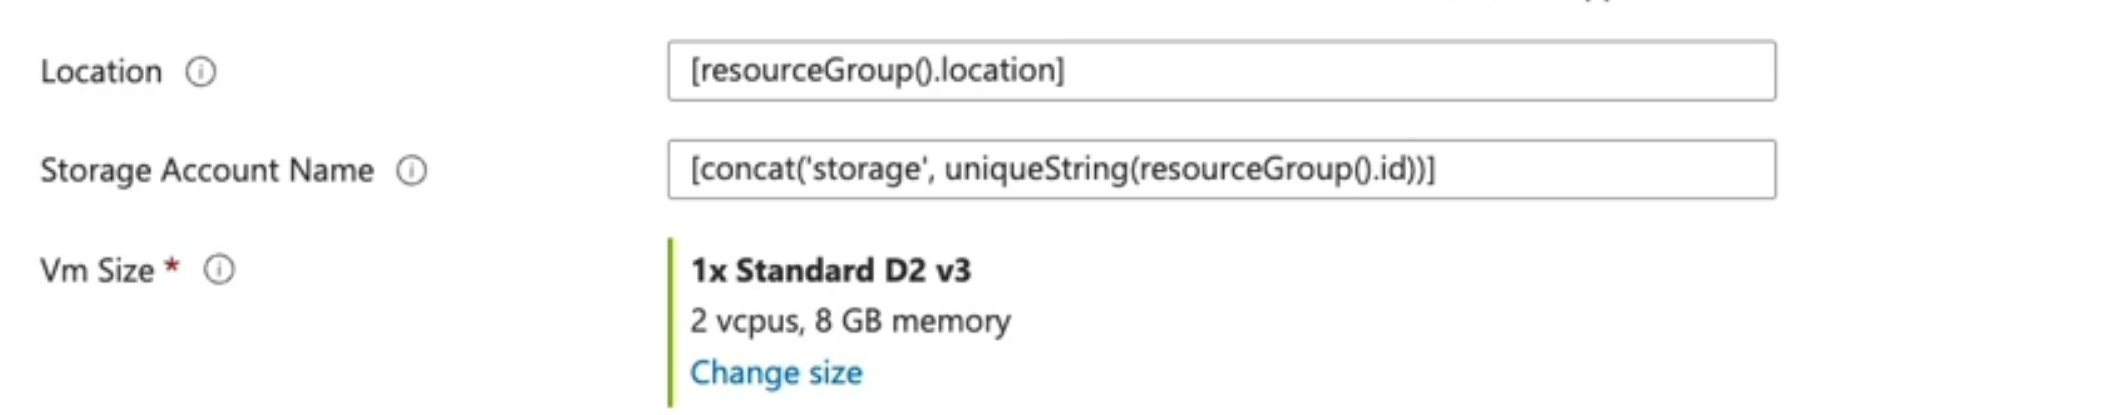 Location
[resourceGroup().location]
Storage Account Name
[concat('storage', uniqueString(resourceGroup().id))]
Vm Size *
1x Standard D2 v3
2 vcpus, 8 GB memory
Change size